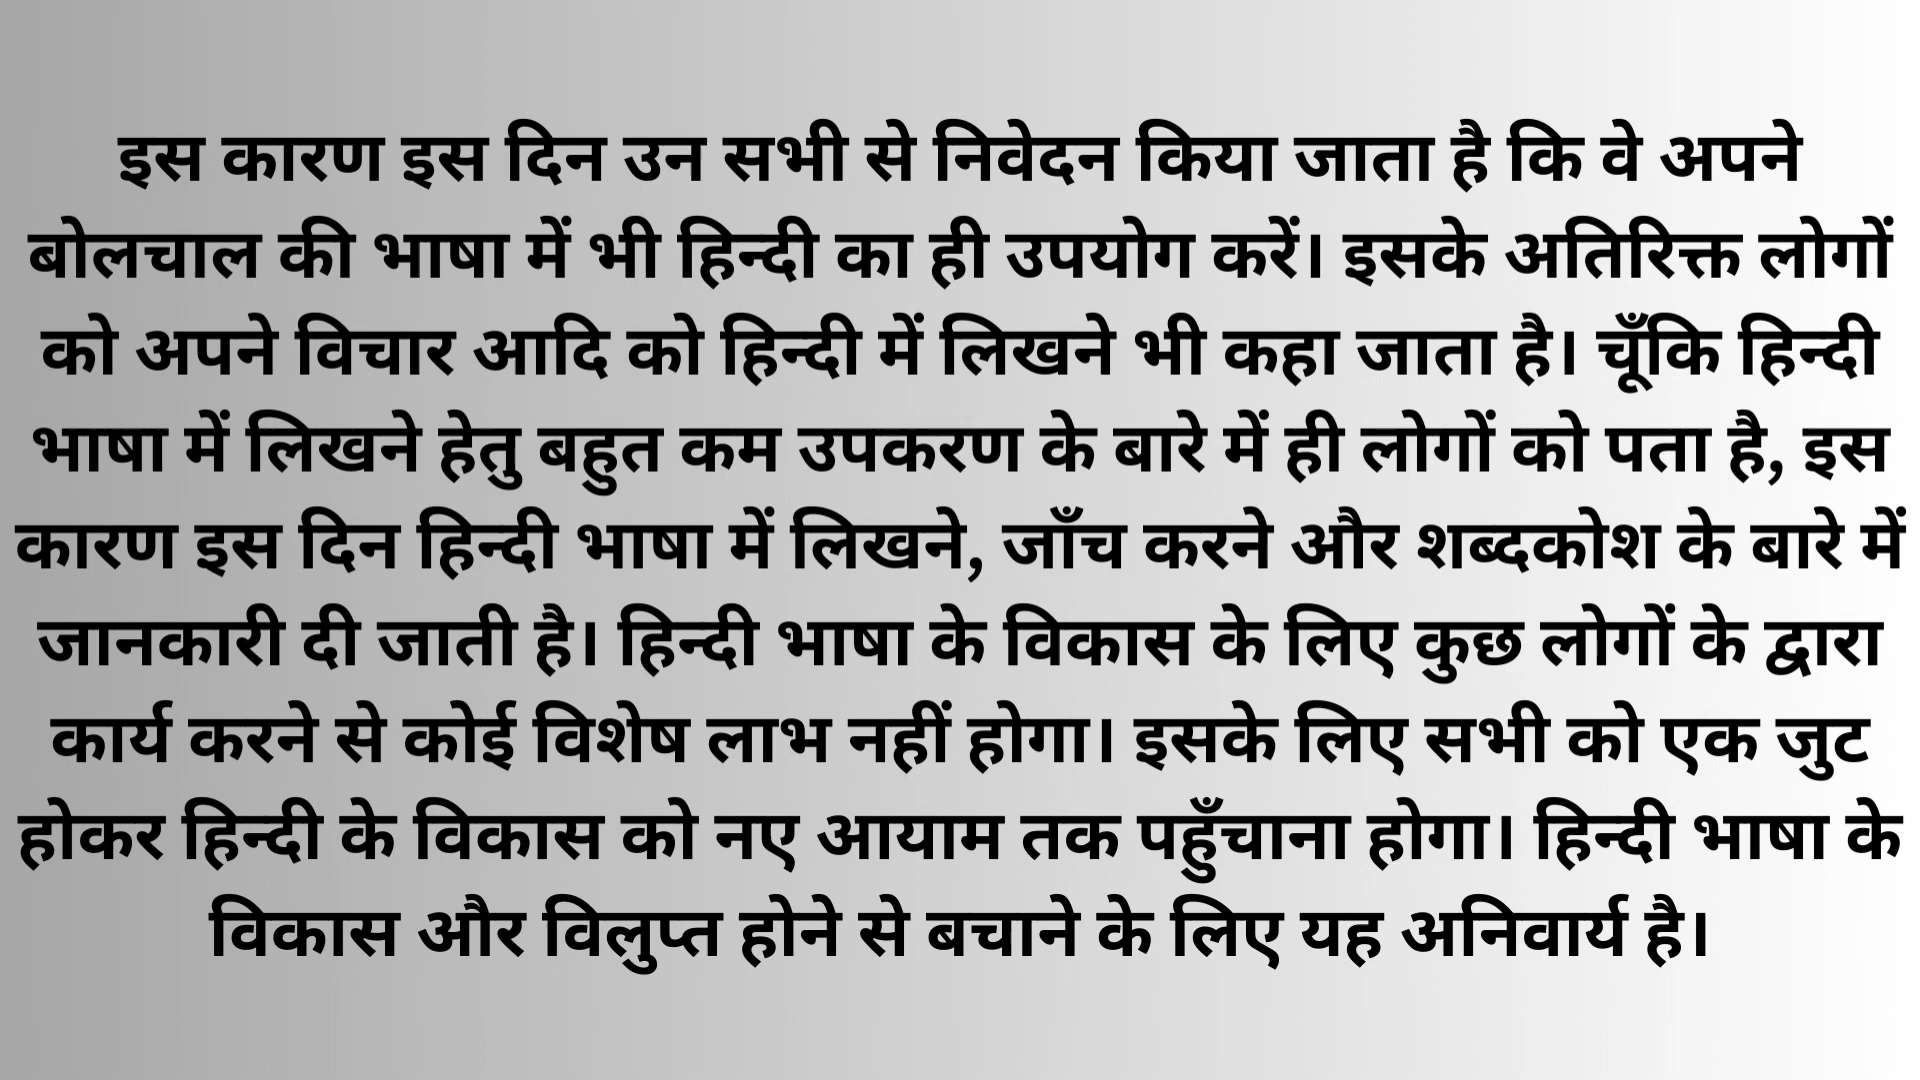 इस कारण इस दिन उन सभी से निवेदन किया जाता है कि वे अपने
बोलचाल की भाषा में भी हिन्दी का ही उपयोग करें। इसके अतिरिक्त लोगों
को अपने विचार आदि को हिन्दी में लिखने भी कहा जाता है। चूँकि हिन्दी
भाषा में लिखने हेतु बहुत कम उपकरण के बारे में ही लोगों को पता है, इस
कारण इस दिन हिन्दी भाषा में लिखने, जाँच करने और शब्दकोश के बारे में
जानकारी दी जाती है। हिन्दी भाषा के विकास के लिए कुछ लोगों के द्वारा
कार्य करने से कोई विशेष लाभ नहीं होगा। इसके लिए सभी को एक जुट
होकर हिन्दी के विकास को नए आयाम तक पहुँचाना होगा। हिन्दी भाषा के
विकास और विलुप्त होने से बचाने के लिए यह अनिवार्य है।